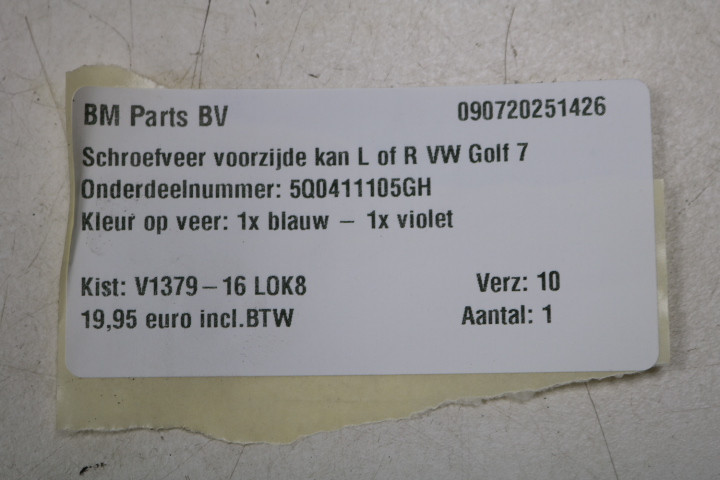 BM Parts BV 090720251426
Schroefveer voorzijde kan L of R VW Golf 7
Onderdeelnummer: 5Q0411105GH
Kleur op veer: 1x blauw – 1x violet
Kist: V1379–16 LOK8 Verz: 10
19,95 euro incl.BTW Aantal: 1